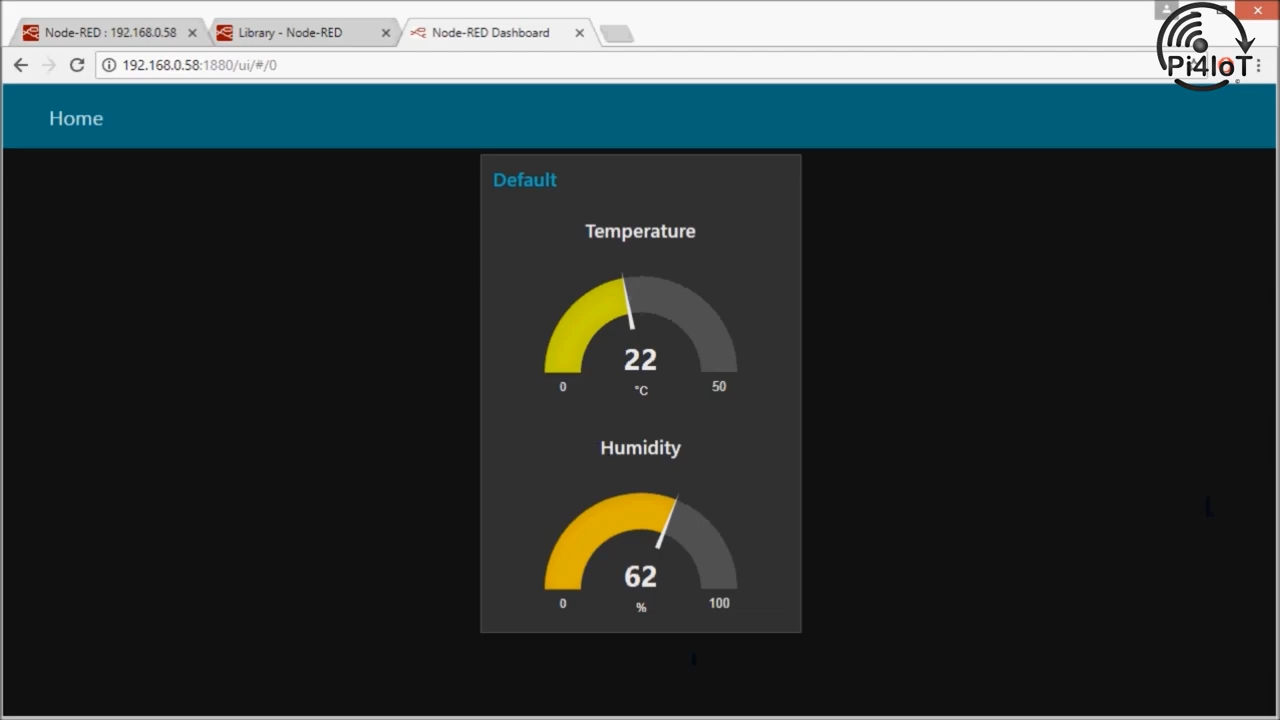 Node-RED : 192.168.0.58
Library - Node-RED
Node-RED Dashboard
192.168.0.58:1880/ui/#/0
Pi4IoT
©
Home
Default
Temperature
22
0
50
°C
Humidity
62
0
100
%